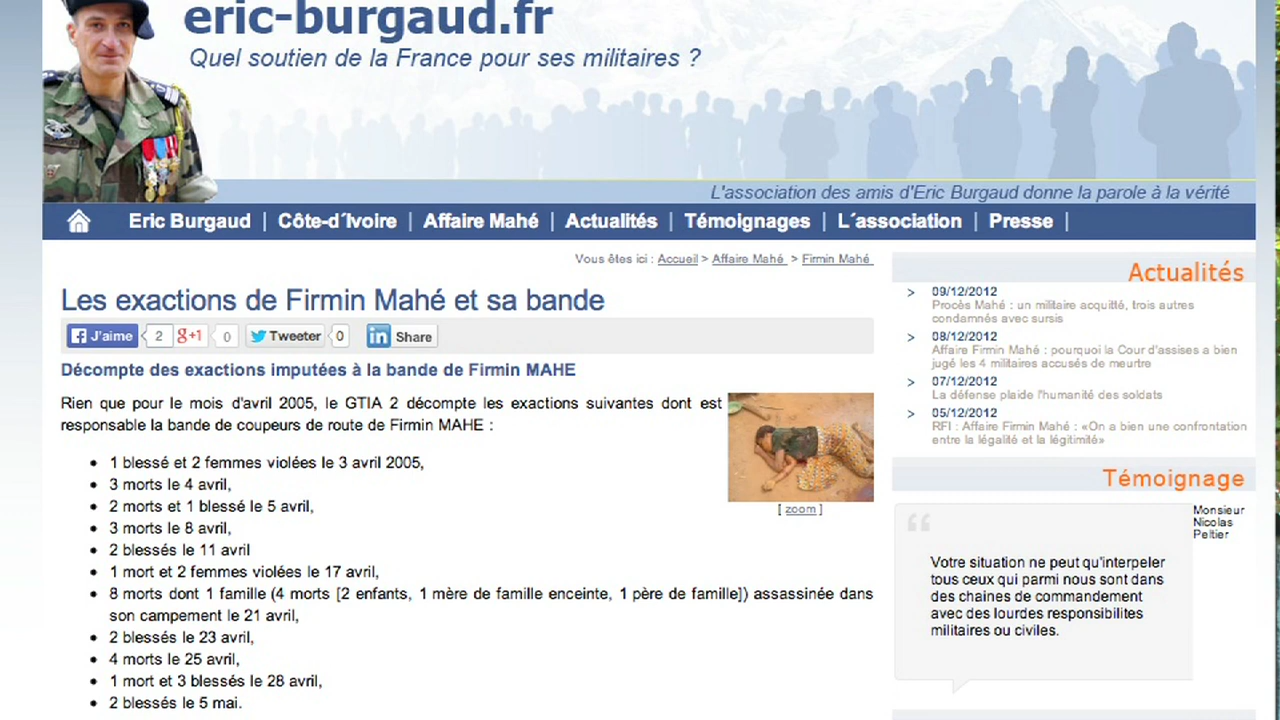 eric-burgaud.fr
Quel soutien de la France pour ses militaires ?
L'association des amis d'Eric Burgaud donne la parole à la vérité
Eric Burgaud | Côte-d´Ivoire | Affaire Mahé | Actualités | Témoignages | L´association | Presse |
Vous êtes ici : Accueil > Affaire Mahé > Firmin Mahé
Les exactions de Firmin Mahé et sa bande
J'aime 2 g+1 0 Tweeter 0 in Share
Décompte des exactions imputées à la bande de Firmin MAHE
Rien que pour le mois d'avril 2005, le GTIA 2 décompte les exactions suivantes dont est
responsable la bande de coupeurs de route de Firmin MAHE :
[ zoom ]
• 1 blessé et 2 femmes violées le 3 avril 2005,
• 3 morts le 4 avril,
• 2 morts et 1 blessé le 5 avril,
• 3 morts le 8 avril,
• 2 blessés le 11 avril
• 1 mort et 2 femmes violées le 17 avril,
• 8 morts dont 1 famille (4 morts [2 enfants, 1 mère de famille enceinte, 1 père de famille]) assassinée dans
son campement le 21 avril,
• 2 blessés le 23 avril,
• 4 morts le 25 avril,
• 1 mort et 3 blessés le 28 avril,
• 2 blessés le 5 mai.
Actualités
> 09/12/2012
Procès Mahé : un militaire acquitté, trois autres
condamnés avec sursis
> 08/12/2012
Affaire Firmin Mahé : pourquoi la Cour d'assises a bien
jugé les 4 militaires accusés de meurtre
> 07/12/2012
La défense plaide l'humanité des soldats
> 05/12/2012
RFI : Affaire Firmin Mahé : «On a bien une confrontation
entre la légalité et la légitimité»
Témoignage
Monsieur
Nicolas
Peltier
“
Votre situation ne peut qu'interpeler
tous ceux qui parmi nous sont dans
des chaines de commandement
avec des lourdes responsibilites
militaires ou civiles.